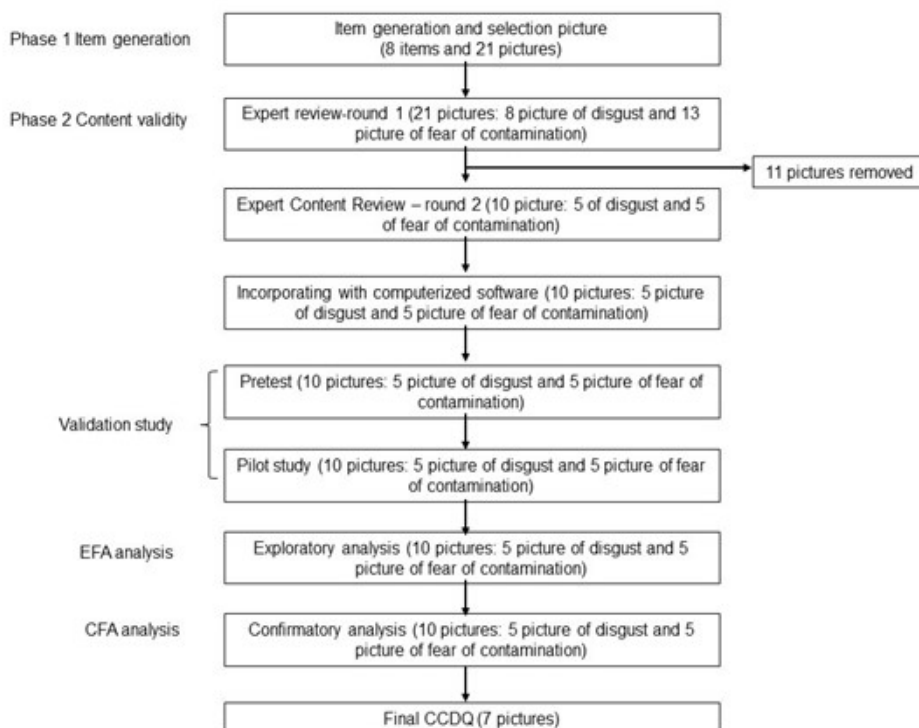 Phase 1 Item generation
Item generation and selection picture
(8 items and 21 pictures)
Phase 2 Content validity
Expert review-round 1 (21 pictures: 8 picture of disgust and 13
picture of fear of contamination)
11 pictures removed
Expert Content Review – round 2 (10 picture: 5 of disgust and 5
of fear of contamination)
Incorporating with computerized software (10 pictures: 5 picture
of disgust and 5 picture of fear of contamination)
Validation study
Pretest (10 pictures: 5 picture of disgust and 5 picture of fear of
contamination)
Pilot study (10 pictures: 5 picture of disgust and 5 picture of fear
of contamination)
EFA analysis
Exploratory analysis (10 pictures: 5 picture of disgust and 5
picture of fear of contamination)
CFA analysis
Confirmatory analysis (10 pictures: 5 picture of disgust and 5
picture of fear of contamination)
Final CCDQ (7 pictures)